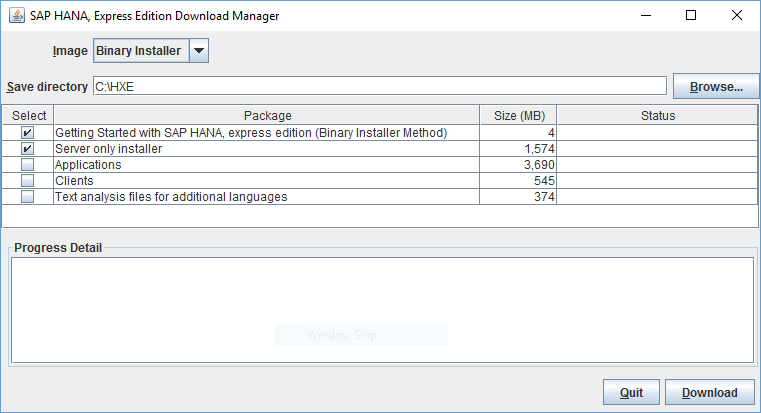 SAP HANA, Express Edition Download Manager
Image Binary Installer
Save directory C:\HXE Browse...
Select Package Size (MB) Status
Getting Started with SAP HANA, express edition (Binary Installer Method) 4
Server only installer 1,574
Applications 3,690
Clients 545
Text analysis files for additional languages 374
Progress Detail
Window Snip
Quit Download